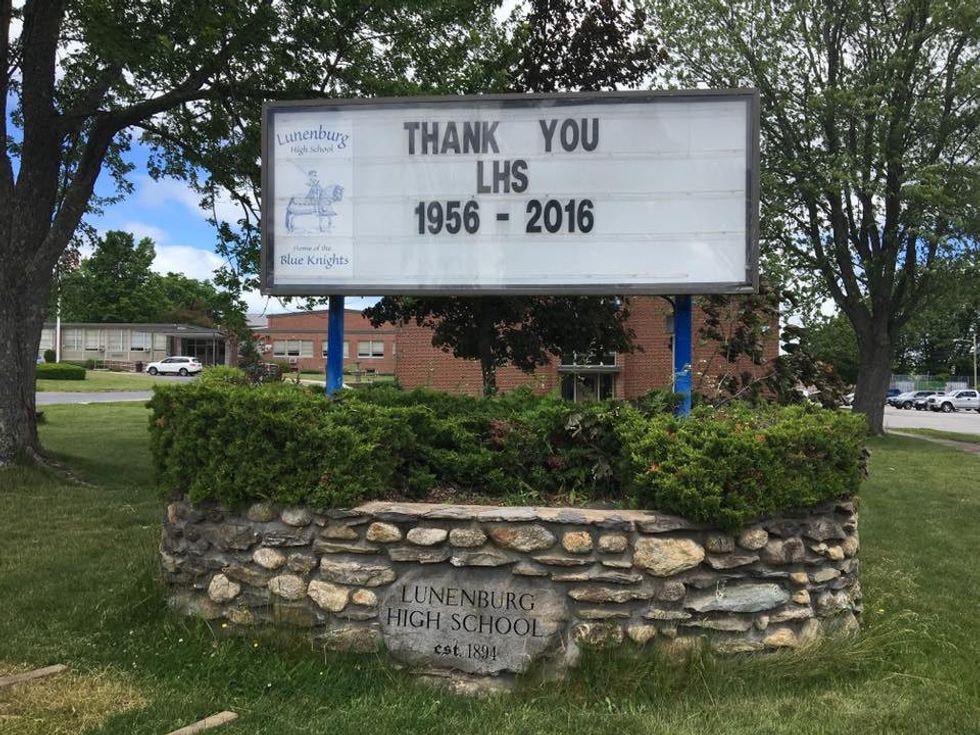 Lunenburg
High School
Home of the
Blue Knights
THANK YOU
LHS
1956 - 2016
LUNENBURG
HIGH SCHOOL
est. 1894